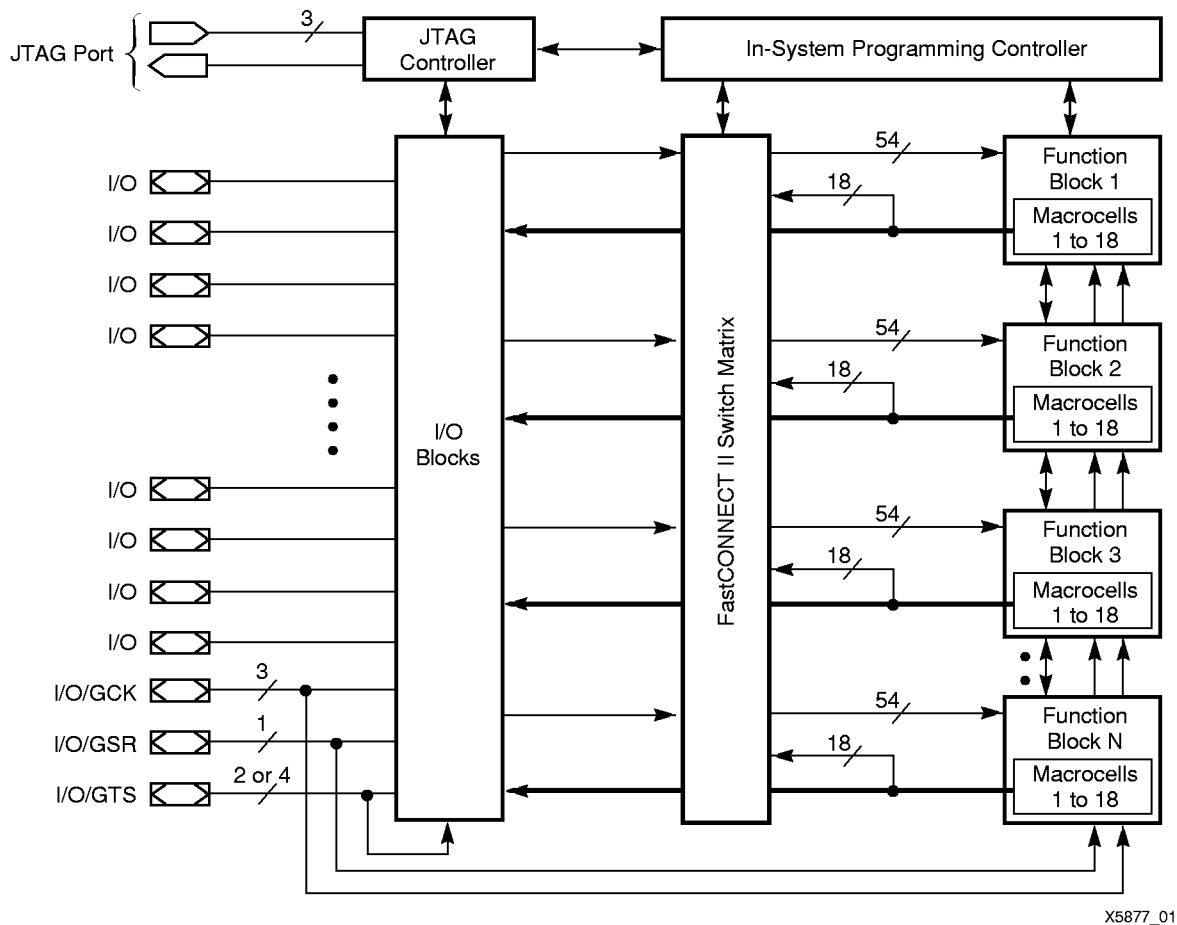 JTAG Port
3
JTAG
Controller
In-System Programming Controller
I/O
I/O
I/O
I/O
I/O
I/O
I/O
I/O
I/O/GCK
3
I/O/GSR
1
I/O/GTS
2 or 4
I/O
Blocks
FastCONNECT II Switch Matrix
54
18
Function
Block 1
Macrocells
1 to 18
54
18
Function
Block 2
Macrocells
1 to 18
54
18
Function
Block 3
Macrocells
1 to 18
54
18
Function
Block N
Macrocells
1 to 18
X5877_01